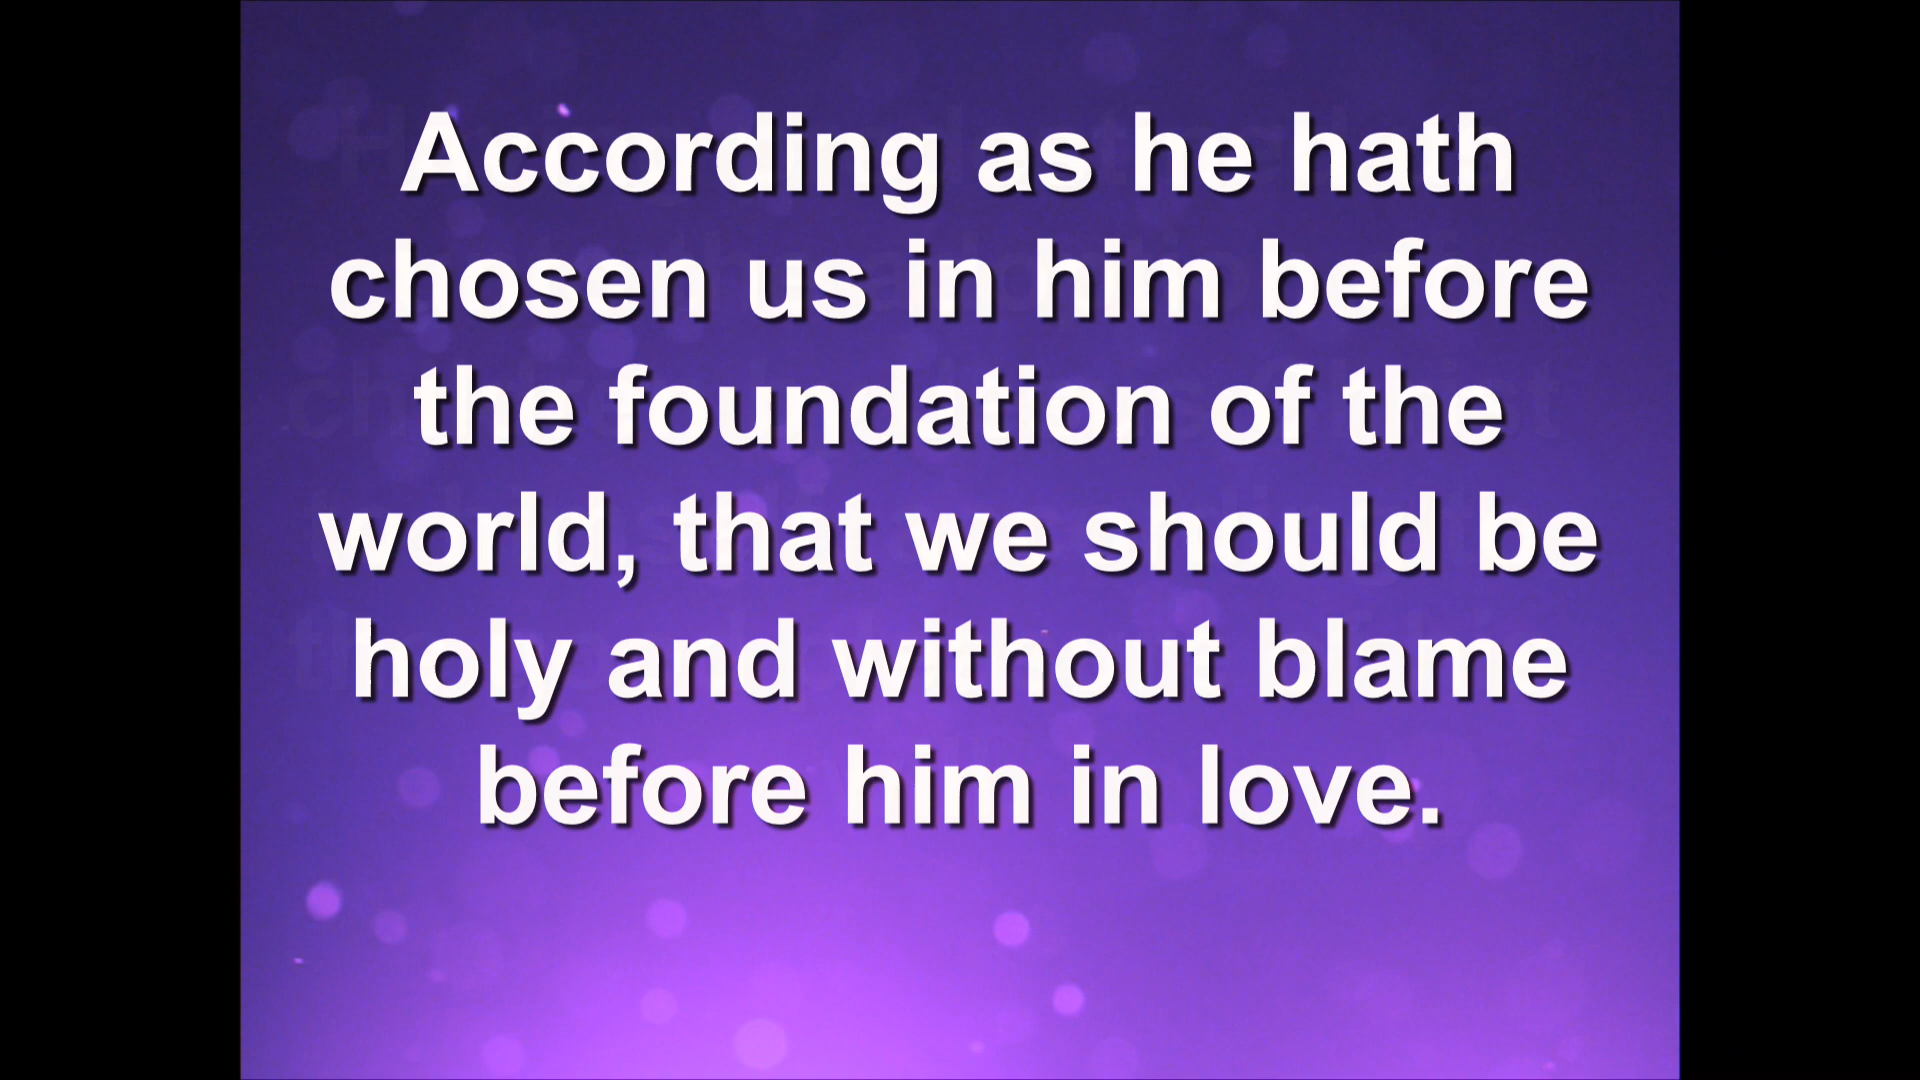 According as he hath
chosen us in him before
the foundation of the
world, that we should be
holy and without blame
before him in love.